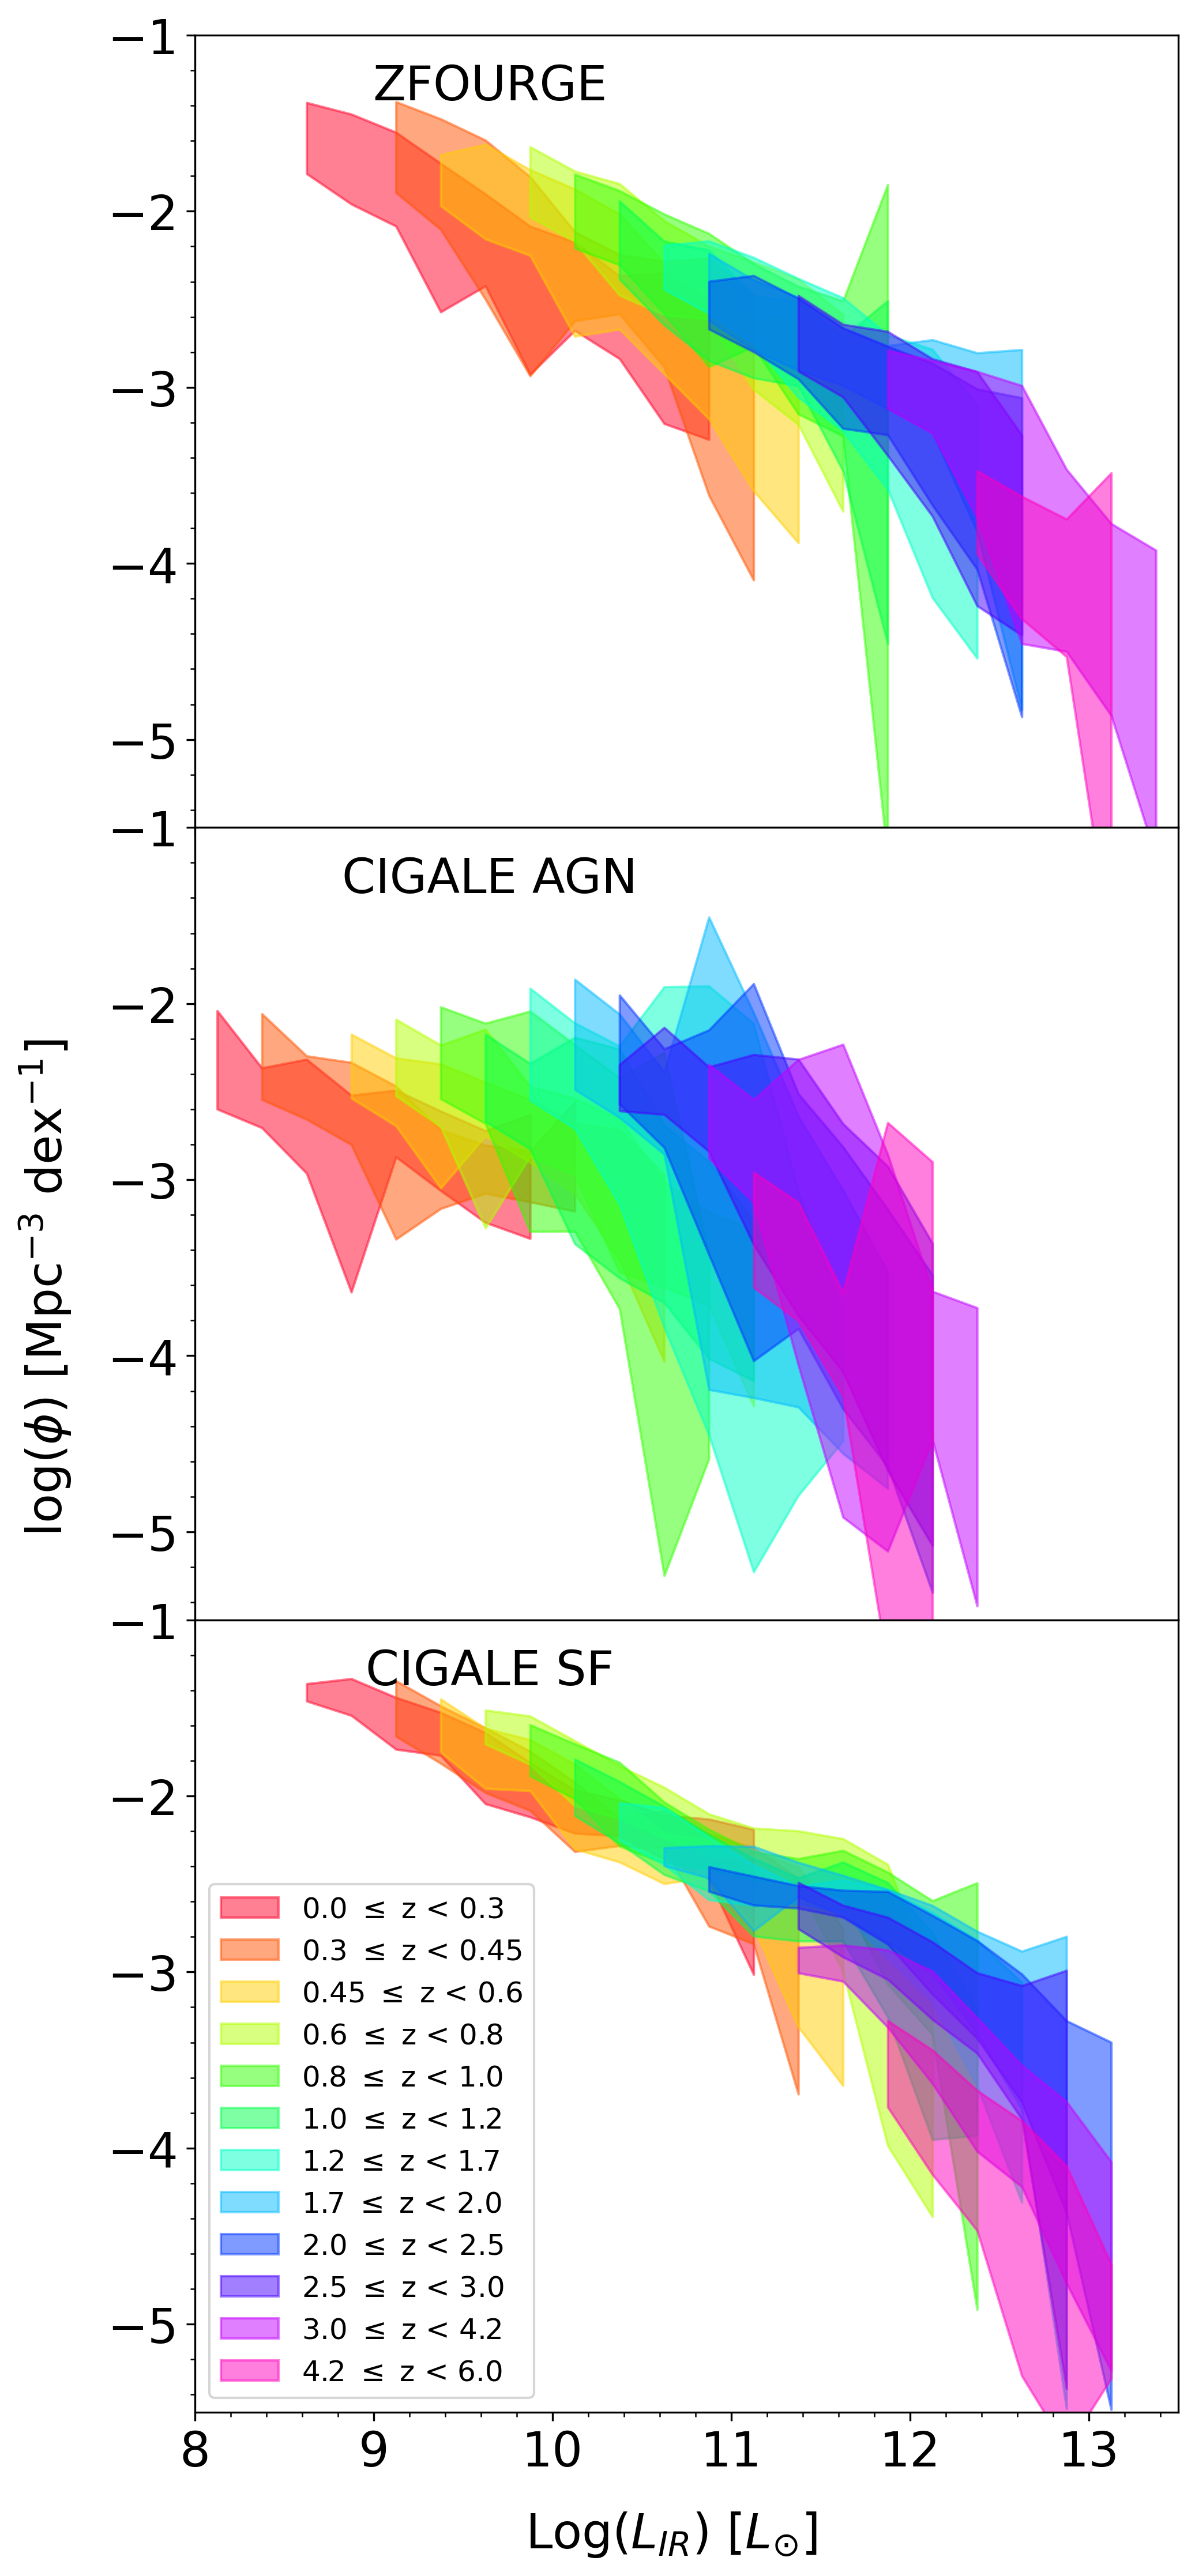 ZFOURGE
−1
−2
−3
−4
−5
CIGALE AGN
−1
−2
−3
−4
−5
CIGALE SF
−1
−2
−3
−4
−5
log(ϕ) [Mpc⁻³ dex⁻¹]
0.0 ≤ z < 0.3
0.3 ≤ z < 0.45
0.45 ≤ z < 0.6
0.6 ≤ z < 0.8
0.8 ≤ z < 1.0
1.0 ≤ z < 1.2
1.2 ≤ z < 1.7
1.7 ≤ z < 2.0
2.0 ≤ z < 2.5
2.5 ≤ z < 3.0
3.0 ≤ z < 4.2
4.2 ≤ z < 6.0
8 9 10 11 12 13
Log(L_IR) [L_⊙]